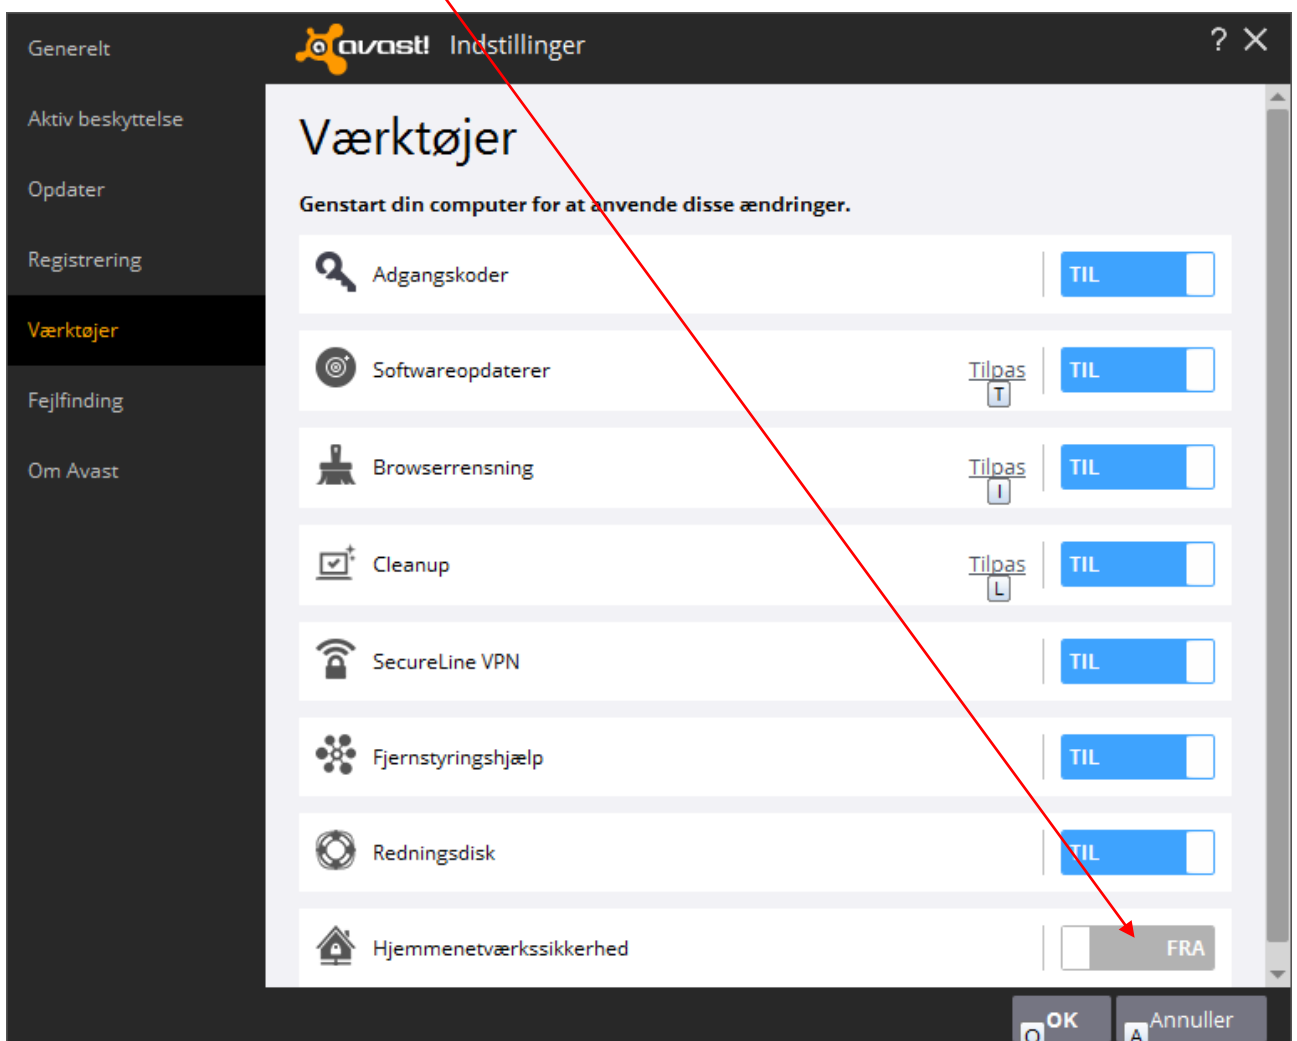 Generelt
avast! Indstillinger
? ✕
Aktiv beskyttelse
Opdater
Registrering
Værktøjer
Fejlfinding
Om Avast
Værktøjer
Genstart din computer for at anvende disse ændringer.
Adgangskoder TIL
Softwareopdaterer Tilpas TIL
T
Browserrensning Tilpas TIL
I
Cleanup Tilpas TIL
L
SecureLine VPN TIL
Fjernstyringshjælp TIL
Redningsdisk TIL
Hjemmenetværkssikkerhed FRA
OK Annuller
O A